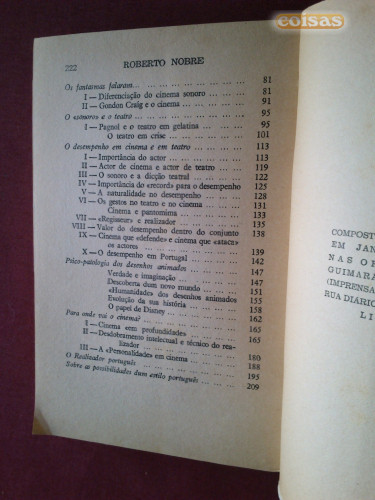 coisas
222 ROBERTO NOBRE
Os fantasmas falaram... 81
I — Diferenciação do cinema sonoro 81
II — Gordon Craig e o cinema 91
O «sonoro» e o teatro 95
I — Pagnol e o teatro em gelatina 95
O teatro em crise 101
O desempenho em cinema e em teatro 113
I — Importância do actor 113
II — Actor de cinema e actor de teatro 119
III — O sonoro e a dicção teatral 122
IV — Importância do «record» para o desempenho 125
V — A naturalidade no desempenho 128
VI — Os gestos no teatro e no cinema 131
Cinema e pantomima 133
VII — «Regisseur» e realizador 135
VIII — Valor do desempenho dentro do conjunto 138
IX — Cinema que «defende» e cinema que «ataca»
os actores 139
X — O desempenho em Portugal 142
Psico-patologia dos desenhos animados 147
Verdade e imaginação 147
Descoberta dum novo mundo 151
«Humanidade» dos desenhos animados 158
Evolução da sua história 158
O papel de Disney 162
Para onde vai o cinema? 165
I — Cinema «em profundidade» 165
II — Desdobramento intelectual e técnico do rea-
lizador 180
III — A «Personalidade» em cinema 188
O Realizador português 195
Sobre as possibilidades dum estilo português 209
COMPOST
EM JAN
NAS OF
GUIMARÃ
(IMPRENSA
RUA DIÁRIO
LI